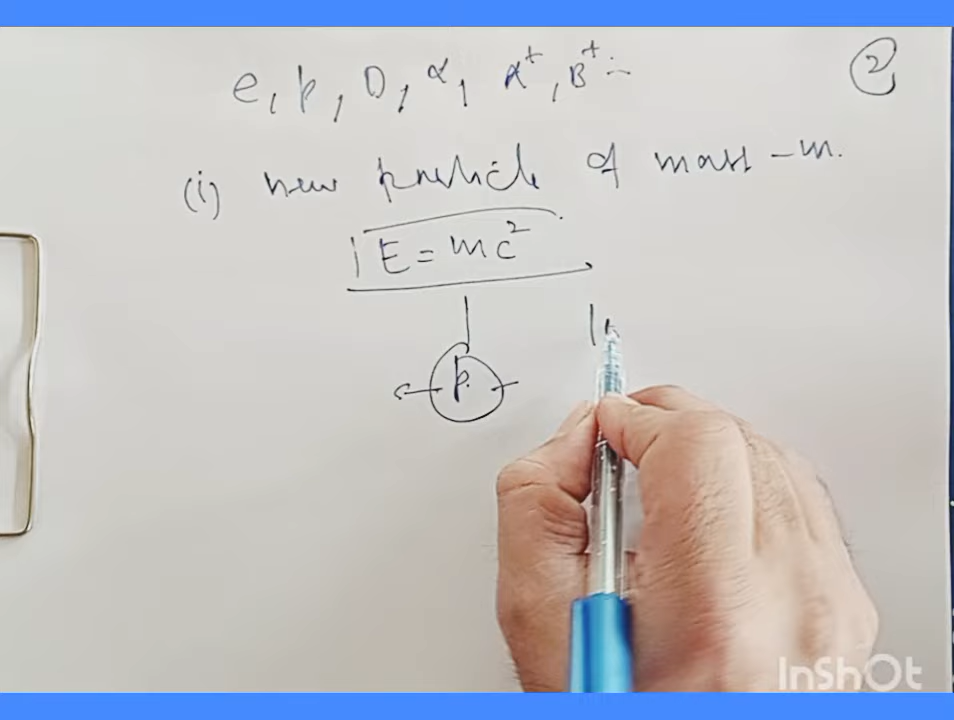 e, p, D, α, A⁺, B⁺ :-
②
(i) new particle of mass - m.
E = mc²
p.
InShOt